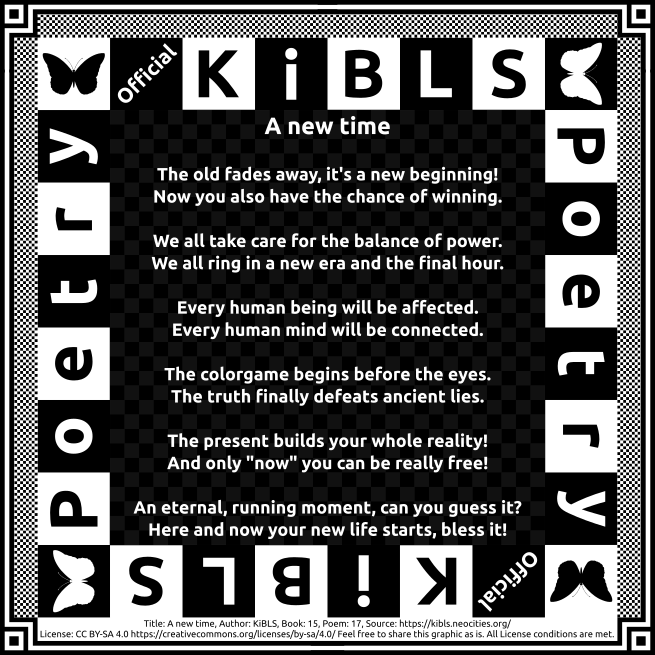 Official KiBLS
Poetry
Poetry
A new time
The old fades away, it's a new beginning!
Now you also have the chance of winning.
We all take care for the balance of power.
We all ring in a new era and the final hour.
Every human being will be affected.
Every human mind will be connected.
The colorgame begins before the eyes.
The truth finally defeats ancient lies.
The present builds your whole reality!
And only "now" you can be really free!
An eternal, running moment, can you guess it?
Here and now your new life starts, bless it!
Official KiBLS
Title: A new time, Author: KiBLS, Book: 15, Poem: 17, Source: https://kibls.neocities.org/
License: CC BY-SA 4.0 https://creativecommons.org/licenses/by-sa/4.0/ Feel free to share this graphic as is. All License conditions are met.